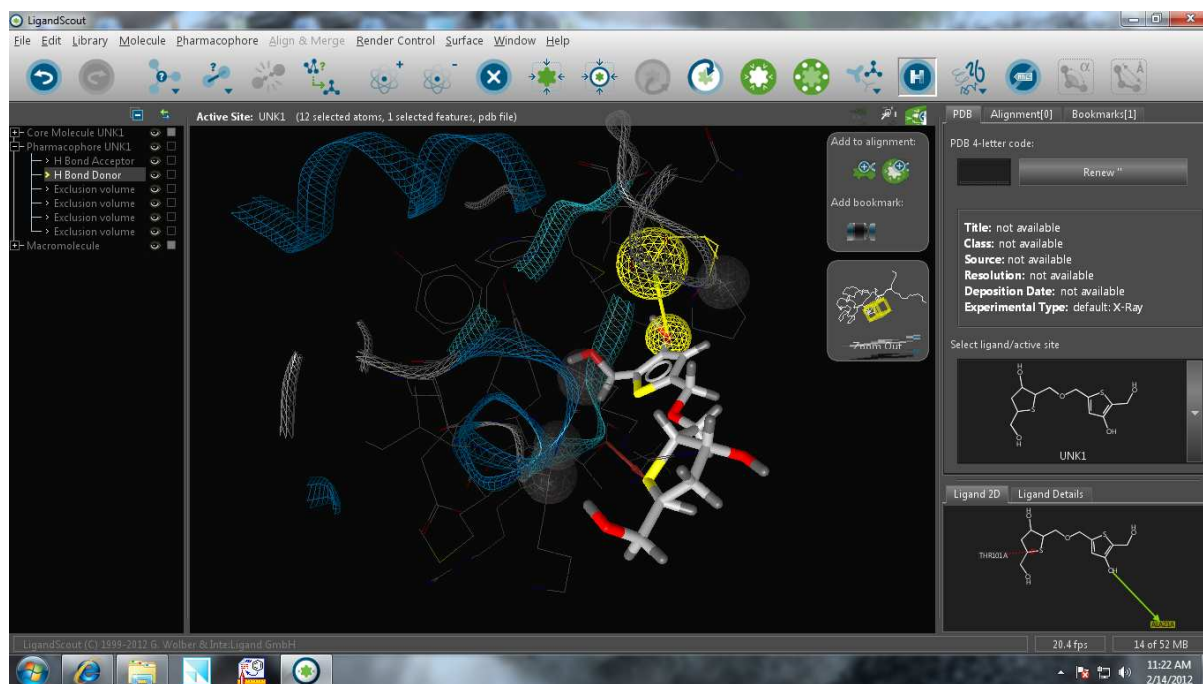 LigandScout
File Edit Library Molecule Pharmacophore Align & Merge Render Control Surface Window Help
Active Site: UNK1 (12 selected atoms, 1 selected features, pdb file)
Core Molecule UNK1
Pharmacophore UNK1
H Bond Acceptor
H Bond Donor
Exclusion volume
Exclusion volume
Exclusion volume
Exclusion volume
Macromolecule
Add to alignment:
Add bookmark:
Zoom Out
PDB Alignment[0] Bookmarks[1]
PDB 4-letter code:
Renew "
Title: not available
Class: not available
Source: not available
Resolution: not available
Deposition Date: not available
Experimental Type: default: X-Ray
Select ligand/active site
H
O
H
O
O
S
S
OH
O
H
UNK1
Ligand 2D Ligand Details
H
O
H
O
THR101A
S
O
S
OH
O
H
LigandScout (C) 1999-2012 G. Wolber & Inte:Ligand GmbH
20.4 fps 14 of 52 MB
11:22 AM
2/14/2012